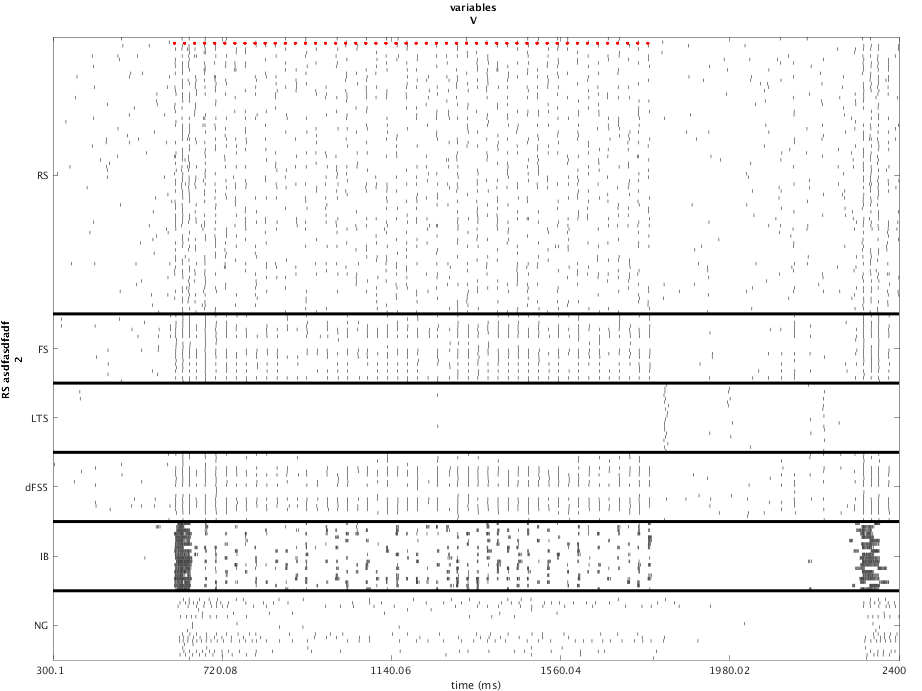 variables
V
RS
FS
LTS
dFS5
IB
NG
RS asdfasdfadf
2
300.1 720.08 1140.06 1560.04 1980.02 2400
time (ms)